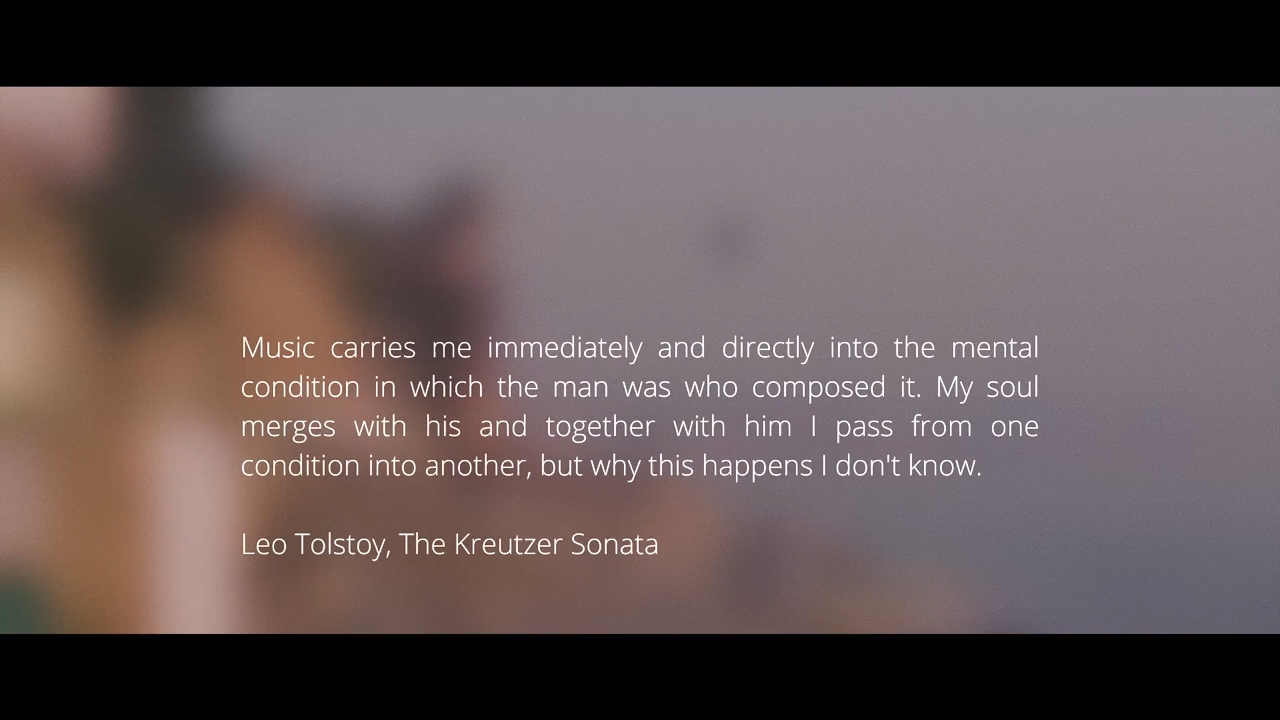 Music carries me immediately and directly into the mental
condition in which the man was who composed it. My soul
merges with his and together with him I pass from one
condition into another, but why this happens I don't know.
Leo Tolstoy, The Kreutzer Sonata